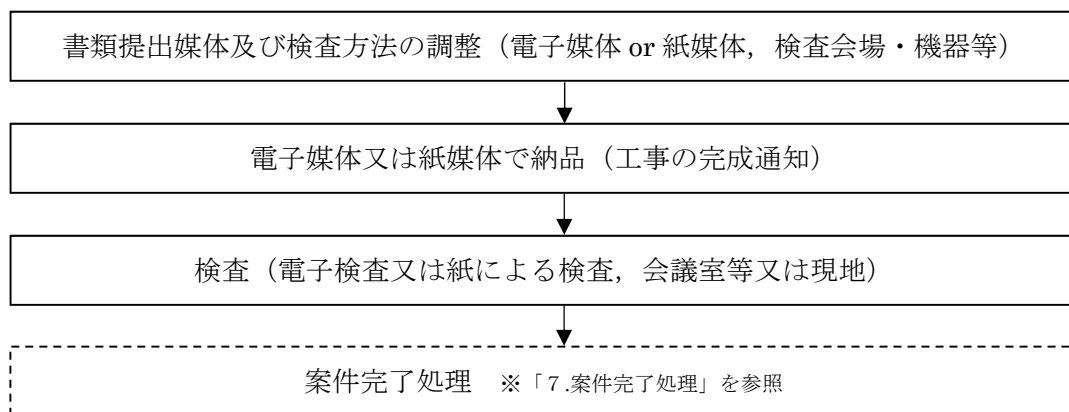 書類提出媒体及び検査方法の調整（電子媒体 or 紙媒体，検査会場・機器等）
電子媒体又は紙媒体で納品（工事の完成通知）
検査（電子検査又は紙による検査，会議室等又は現地）
案件完了処理　※「７.案件完了処理」を参照